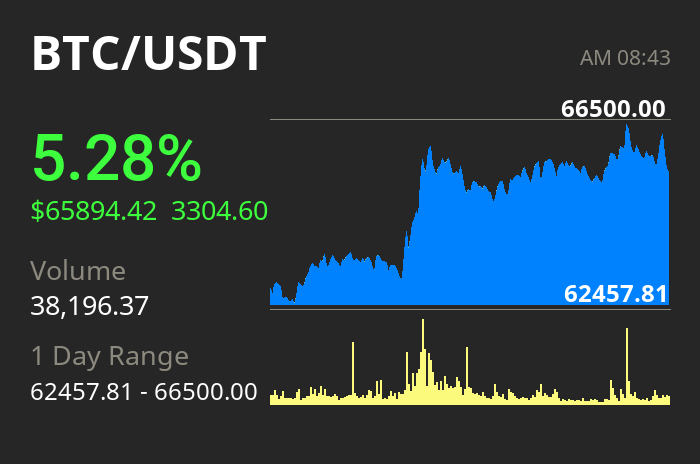 BTC/USDT
AM 08:43
66500.00
5.28%
$65894.42 3304.60
Volume
38,196.37
62457.81
1 Day Range
62457.81 - 66500.00